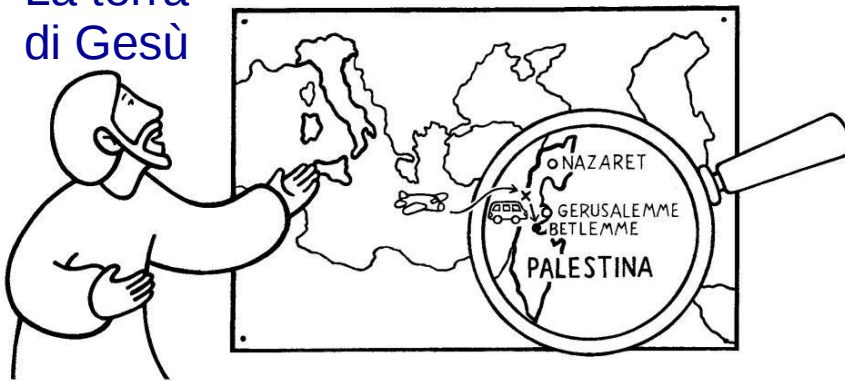 La terra
di Gesù
NAZARET
GERUSALEMME
BETLEMME
PALESTINA